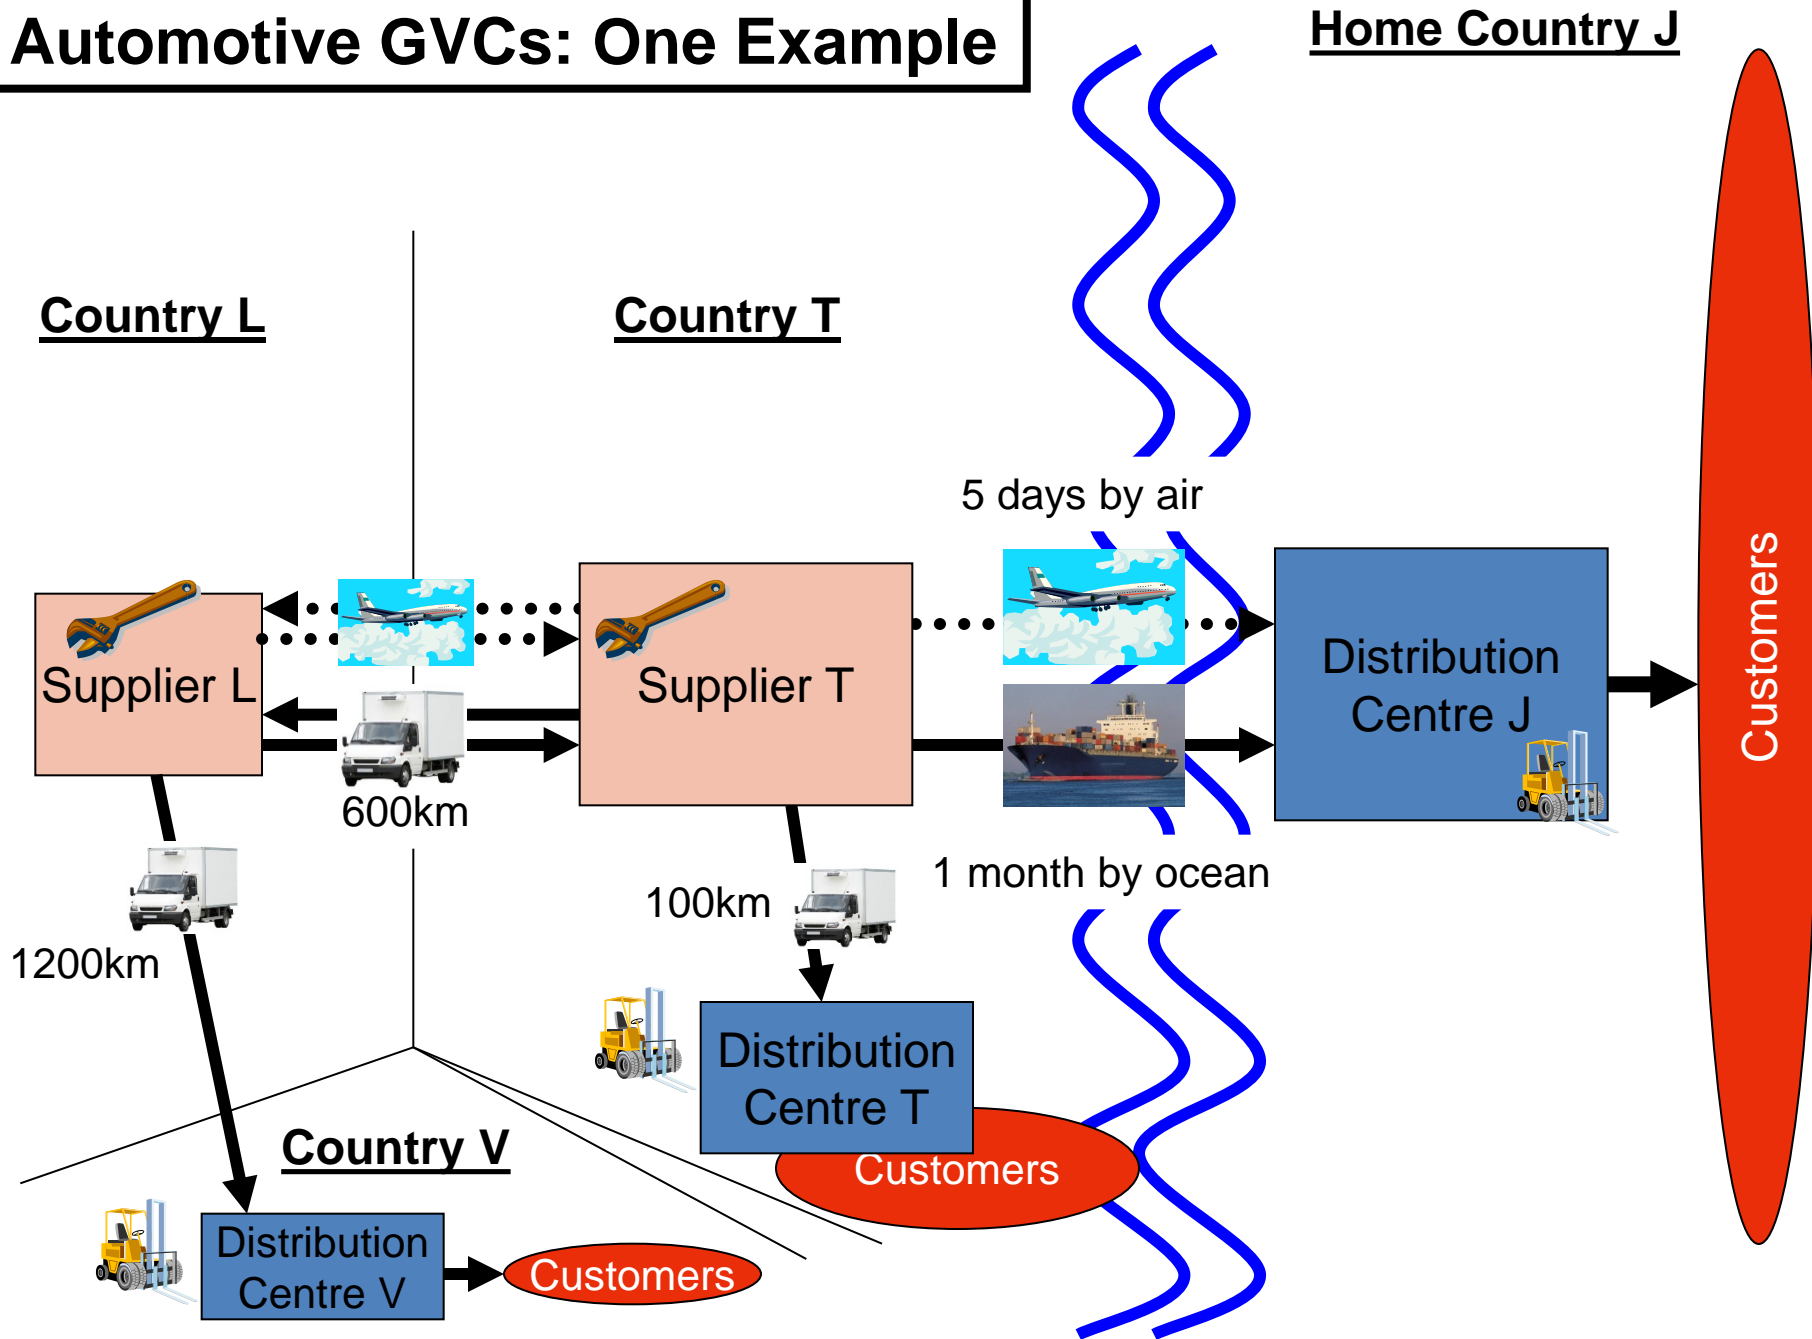 Automotive GVCs: One Example
Home Country J
Country L
Country T
5 days by air
Supplier L
Supplier T
Distribution
Centre J
Customers
600km
1 month by ocean
100km
1200km
Distribution
Centre T
Customers
Country V
Distribution
Centre V
Customers